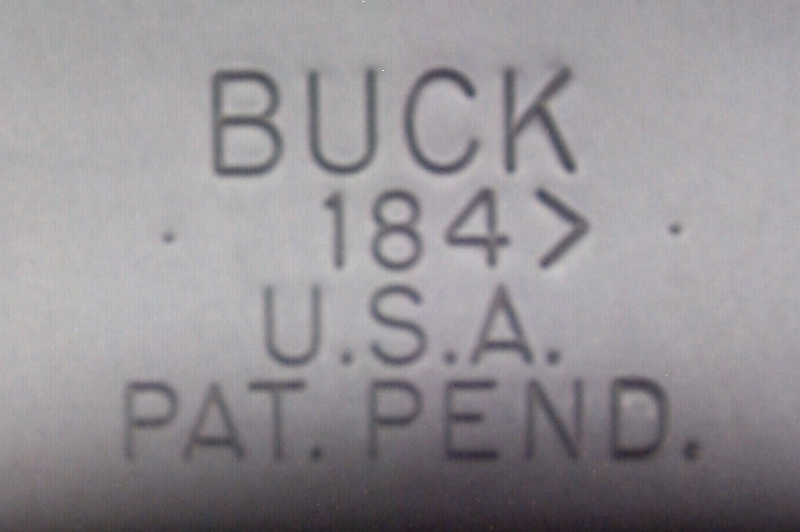 BUCK
· 184> ·
U.S.A.
PAT. PEND.